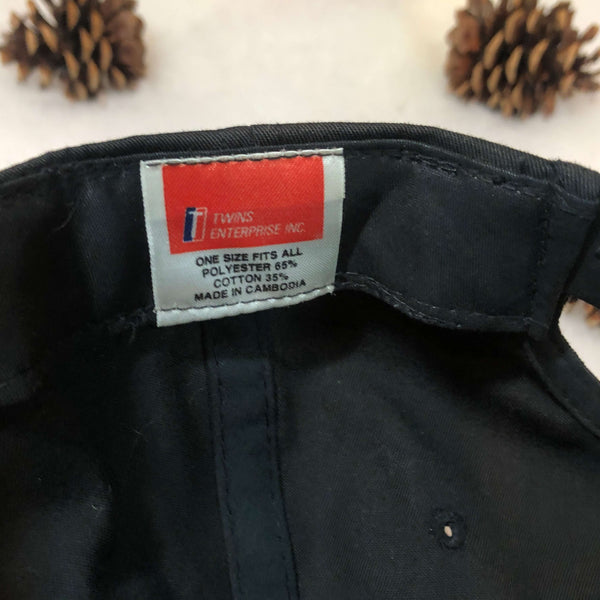 TWINS
ENTERPRISE INC.
ONE SIZE FITS ALL
POLYESTER 65%
COTTON 35%
MADE IN CAMBODIA